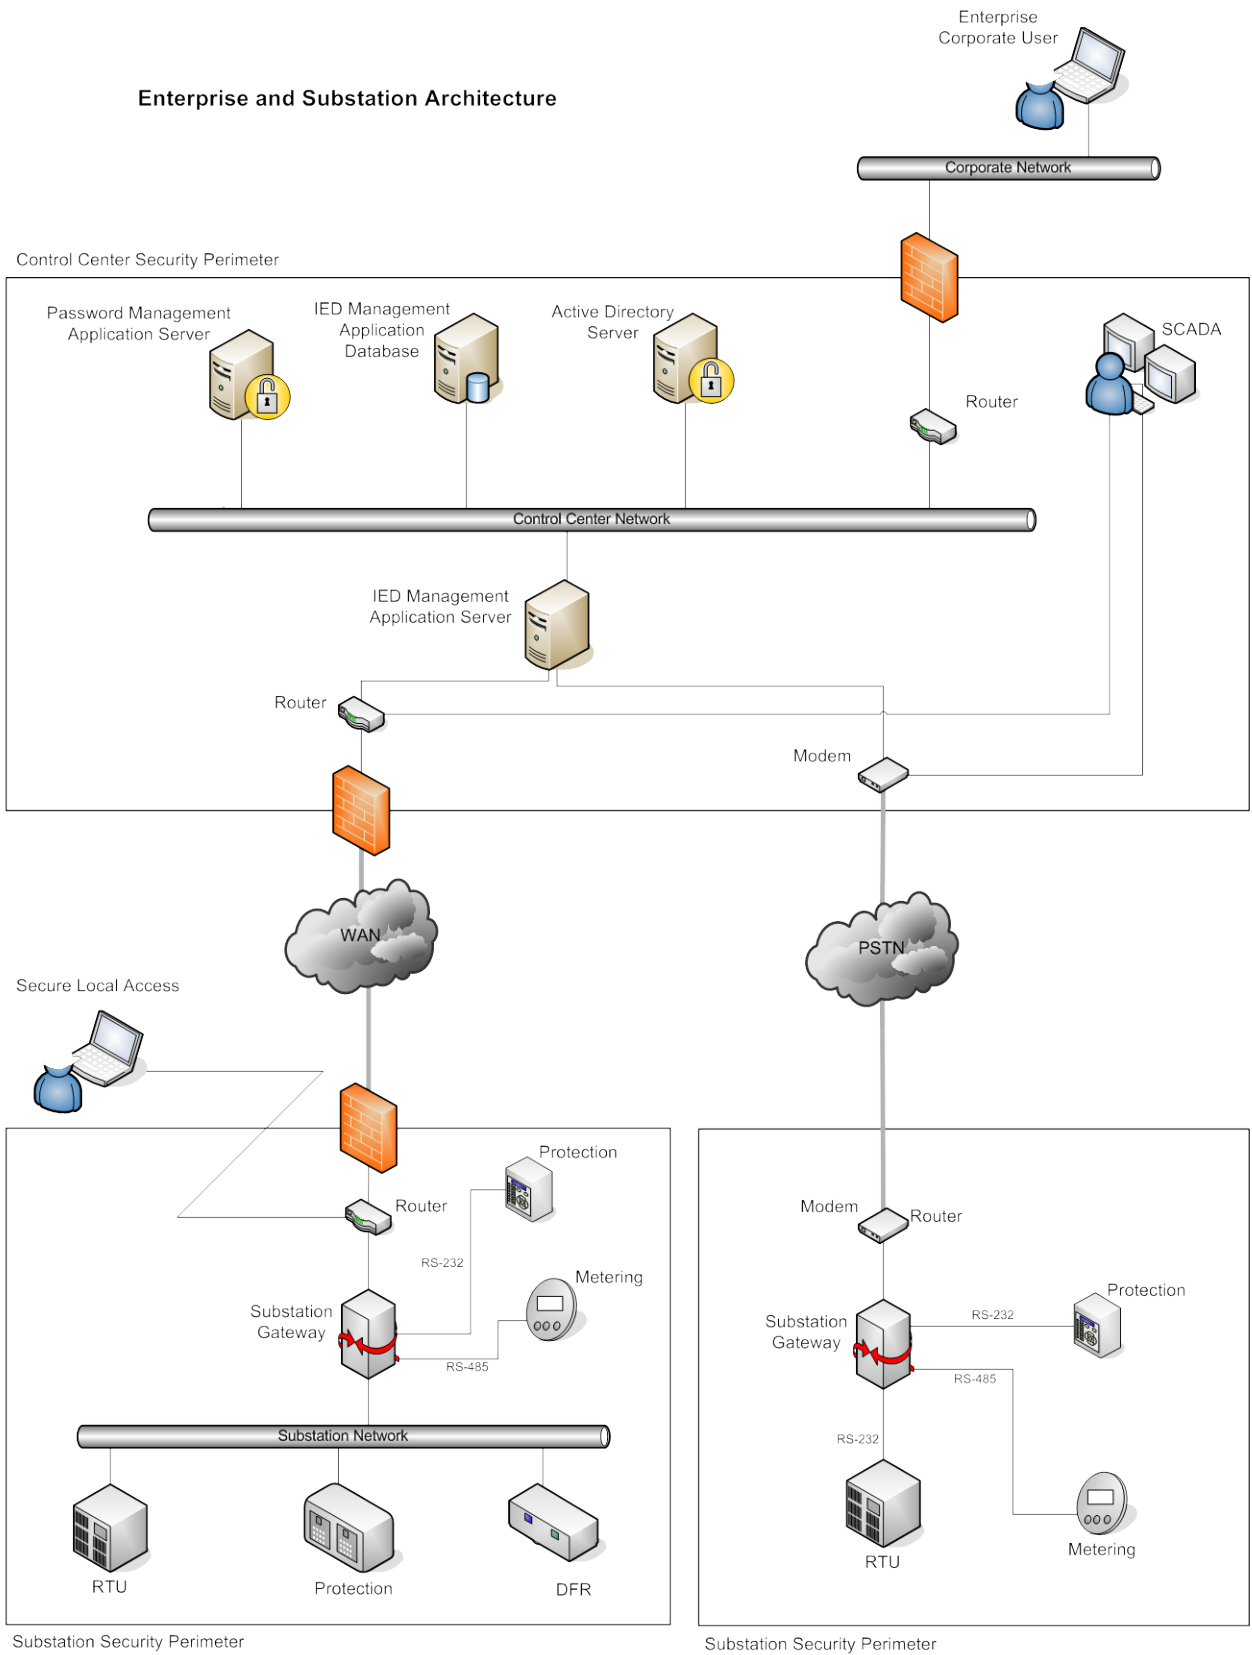 Enterprise
Corporate User
Enterprise and Substation Architecture
Corporate Network
Control Center Security Perimeter
Password Management
Application Server
IED Management
Application
Database
Active Directory
Server
SCADA
Router
Control Center Network
IED Management
Application Server
Router
Modem
WAN
PSTN
Secure Local Access
Protection
Router
RS-232
Metering
Substation
Gateway
RS-485
Substation Network
RTU
Protection
DFR
Substation Security Perimeter
Modem
Router
Protection
RS-232
Substation
Gateway
RS-485
RS-232
RTU
Metering
Substation Security Perimeter